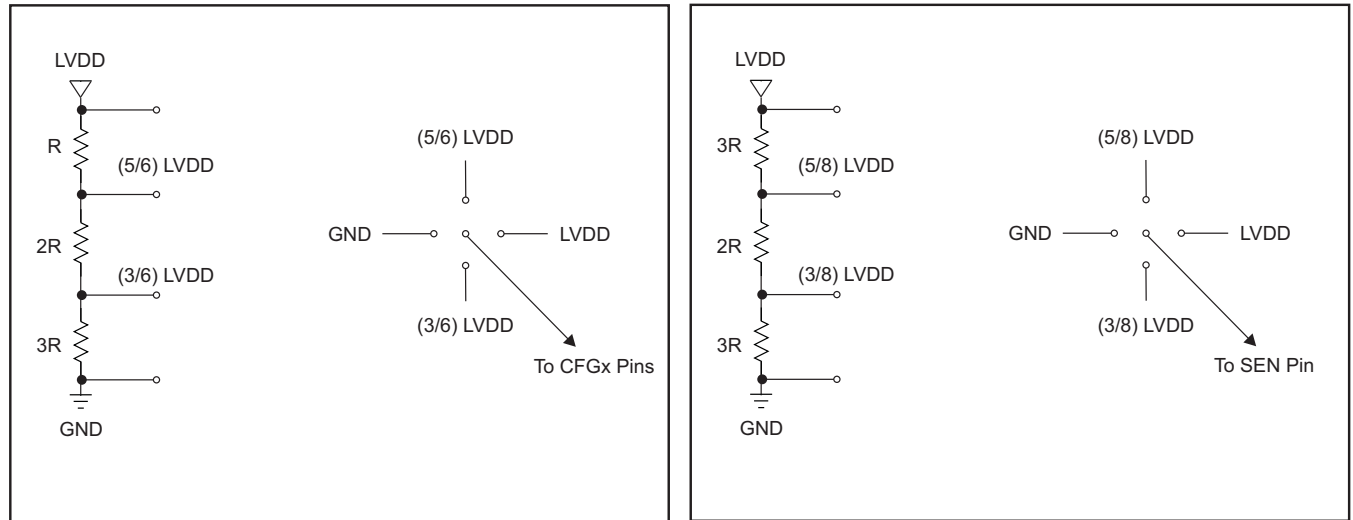 LVDD
R
(5/6) LVDD
2R
(3/6) LVDD
3R
GND
(5/6) LVDD
GND
LVDD
(3/6) LVDD
To CFGx Pins
LVDD
3R
(5/8) LVDD
2R
(3/8) LVDD
3R
GND
(5/8) LVDD
GND
LVDD
(3/8) LVDD
To SEN Pin